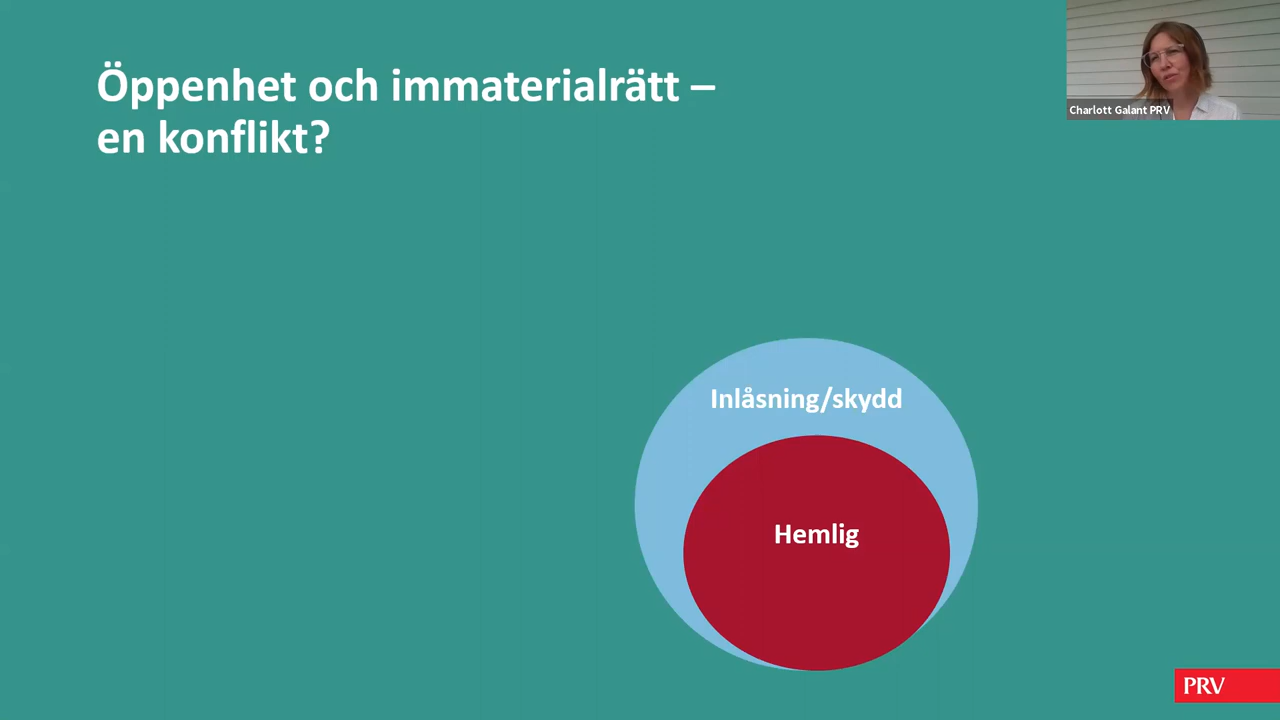 Öppenhet och immaterialrätt –
en konflikt?
Charlott Galant PRV
Inlåsning/skydd
Hemlig
PRV